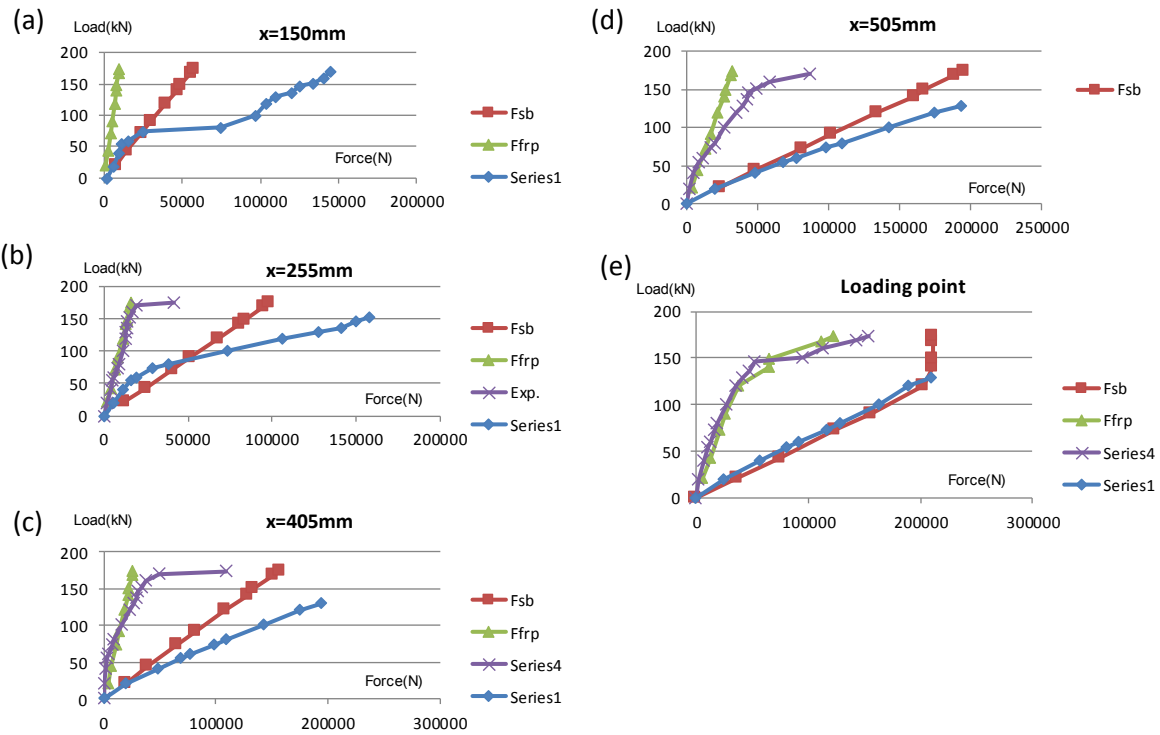 (a)
Load(kN)
x=150mm
200
150
100
50
0
Force(N)
0 50000 100000 150000 200000
Fsb
Ffrp
Series1
(b)
Load(kN)
x=255mm
200
150
100
50
0
Force(N)
0 50000 100000 150000 200000
Fsb
Ffrp
Exp.
Series1
(c)
Load(kN)
x=405mm
200
150
100
50
0
Force(N)
0 100000 200000 300000
Fsb
Ffrp
Series4
Series1
(d)
Load(kN)
x=505mm
200
150
100
50
0
Force(N)
0 50000 100000 150000 200000 250000
Fsb
(e)
Loading point
Load(kN)
200
150
100
50
0
Force(N)
0 100000 200000 300000
Fsb
Ffrp
Series4
Series1